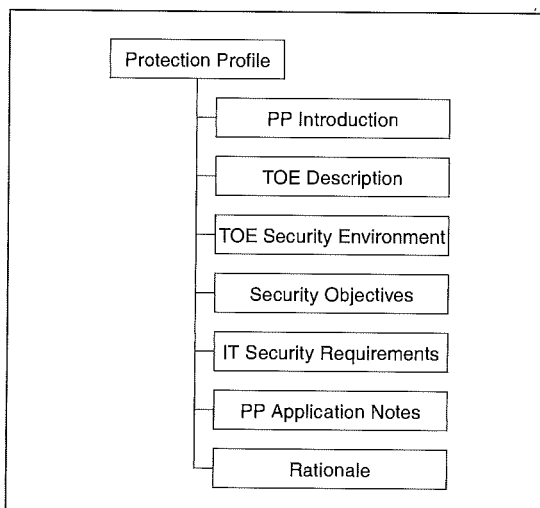 Protection Profile
PP Introduction
TOE Description
TOE Security Environment
Security Objectives
IT Security Requirements
PP Application Notes
Rationale